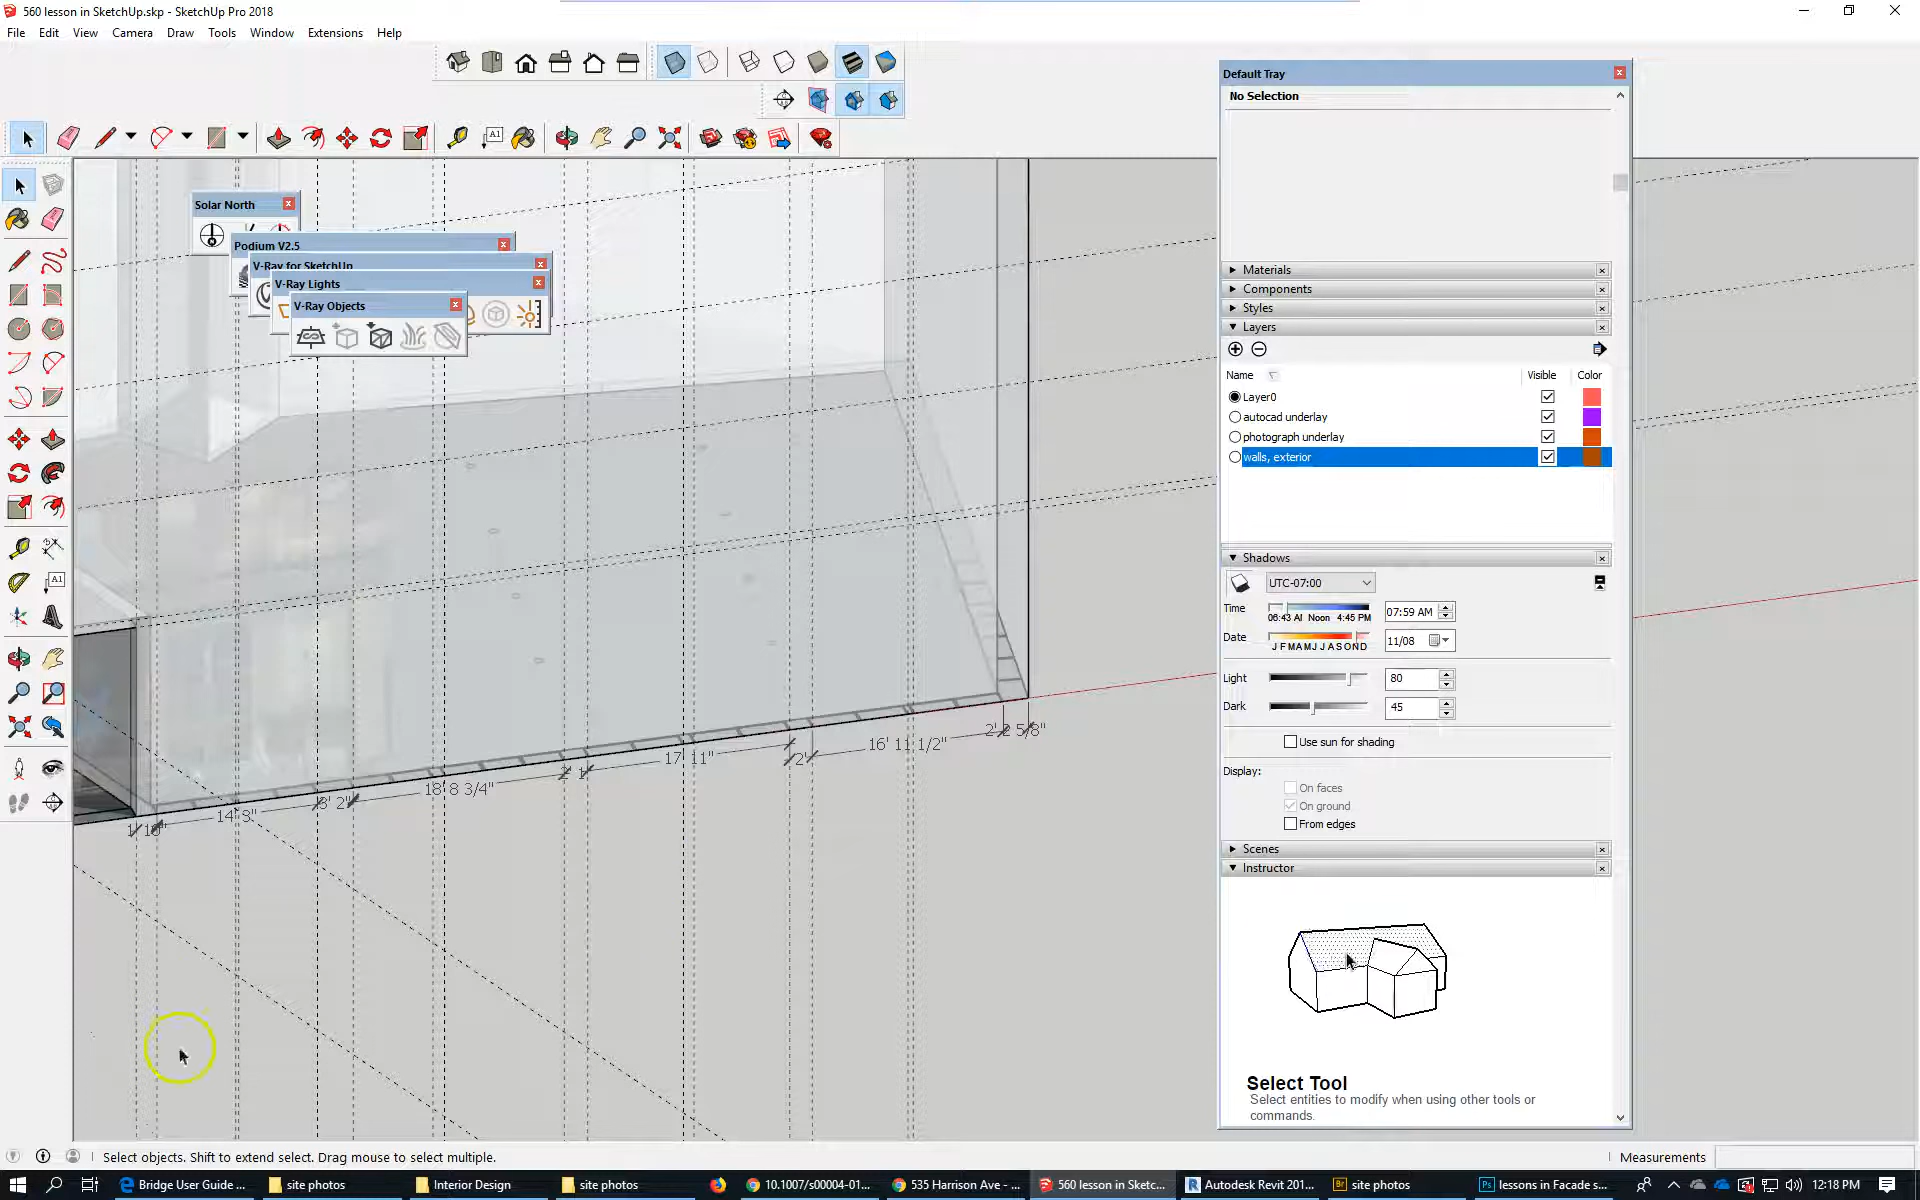 560 lesson in SketchUp.skp - SketchUp Pro 2018
File Edit View Camera Draw Tools Window Extensions Help
Default Tray
No Selection
A1
Solar North
Podium V2.5
V-Ray for SketchUp
V-Ray Lights
V-Ray Objects
Materials
Components
Styles
Layers
Name Visible Color
Layer0
autocad underlay
photograph underlay
walls, exterior
Shadows
UTC-07:00
Time 07:59 AM
06:43 AI Noon 4:45 PM
Date 11/08
J F M A M J J A S O N D
A1
Light 80
Dark 45
Use sun for shading
Display:
On faces
On ground
From edges
16' 11 1/2"
17' 11"
2'
18' 8 3/4"
3' 2"
14' 3"
Scenes
Instructor
Select Tool
Select entities to modify when using other tools or
commands.
Select objects. Shift to extend select. Drag mouse to select multiple.
Measurements
Bridge User Guide ...
site photos
Interior Design
site photos
10.1007/s00004-01...
535 Harrison Ave - ...
560 lesson in Sketc...
Autodesk Revit 201...
site photos
lessons in Facade s...
12:18 PM